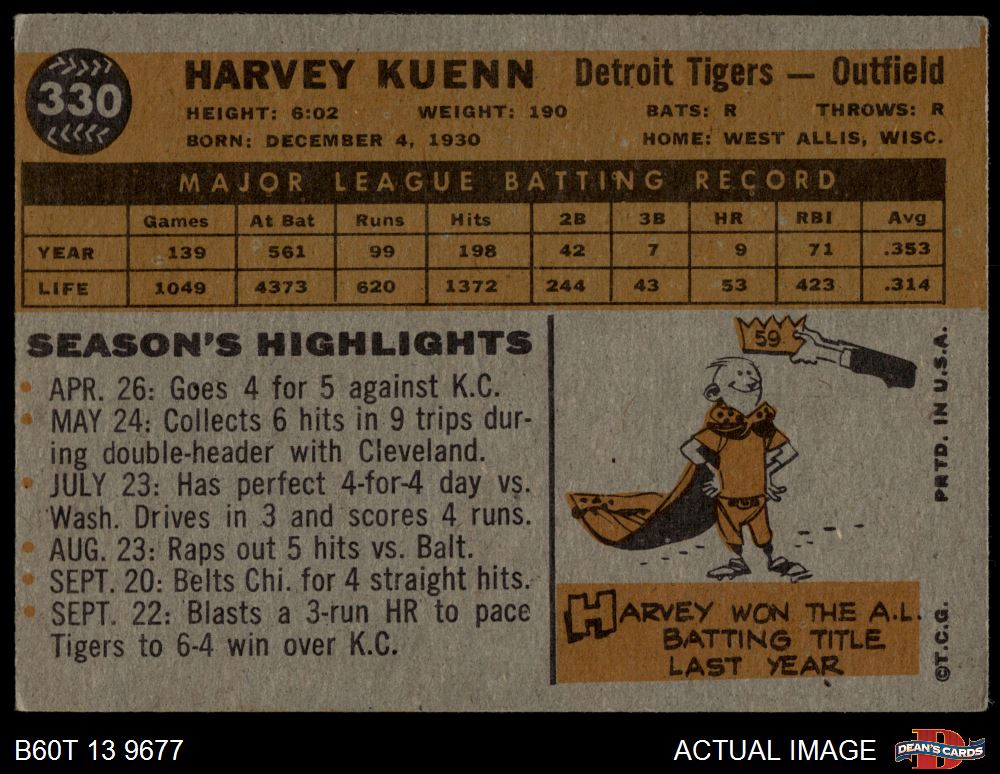 330
HARVEY KUENN Detroit Tigers — Outfield
HEIGHT: 6:02 WEIGHT: 190 BATS: R THROWS: R
BORN: DECEMBER 4, 1930 HOME: WEST ALLIS, WISC.
MAJOR LEAGUE BATTING RECORD
Games At Bat Runs Hits 2B 3B HR RBI Avg
YEAR 139 561 99 198 42 7 9 71 .353
LIFE 1049 4373 620 1372 244 43 53 423 .314
SEASON'S HIGHLIGHTS
• APR. 26: Goes 4 for 5 against K.C.
• MAY 24: Collects 6 hits in 9 trips dur-
ing double-header with Cleveland.
• JULY 23: Has perfect 4-for-4 day vs.
Wash. Drives in 3 and scores 4 runs.
• AUG. 23: Raps out 5 hits vs. Balt.
• SEPT. 20: Belts Chi. for 4 straight hits.
• SEPT. 22: Blasts a 3-run HR to pace
Tigers to 6-4 win over K.C.
59
HARVEY WON THE A.L.
BATTING TITLE
LAST YEAR
©T.C.G. PRTD. IN U.S.A.
B60T 13 9677 ACTUAL IMAGE
DEAN'S CARDS